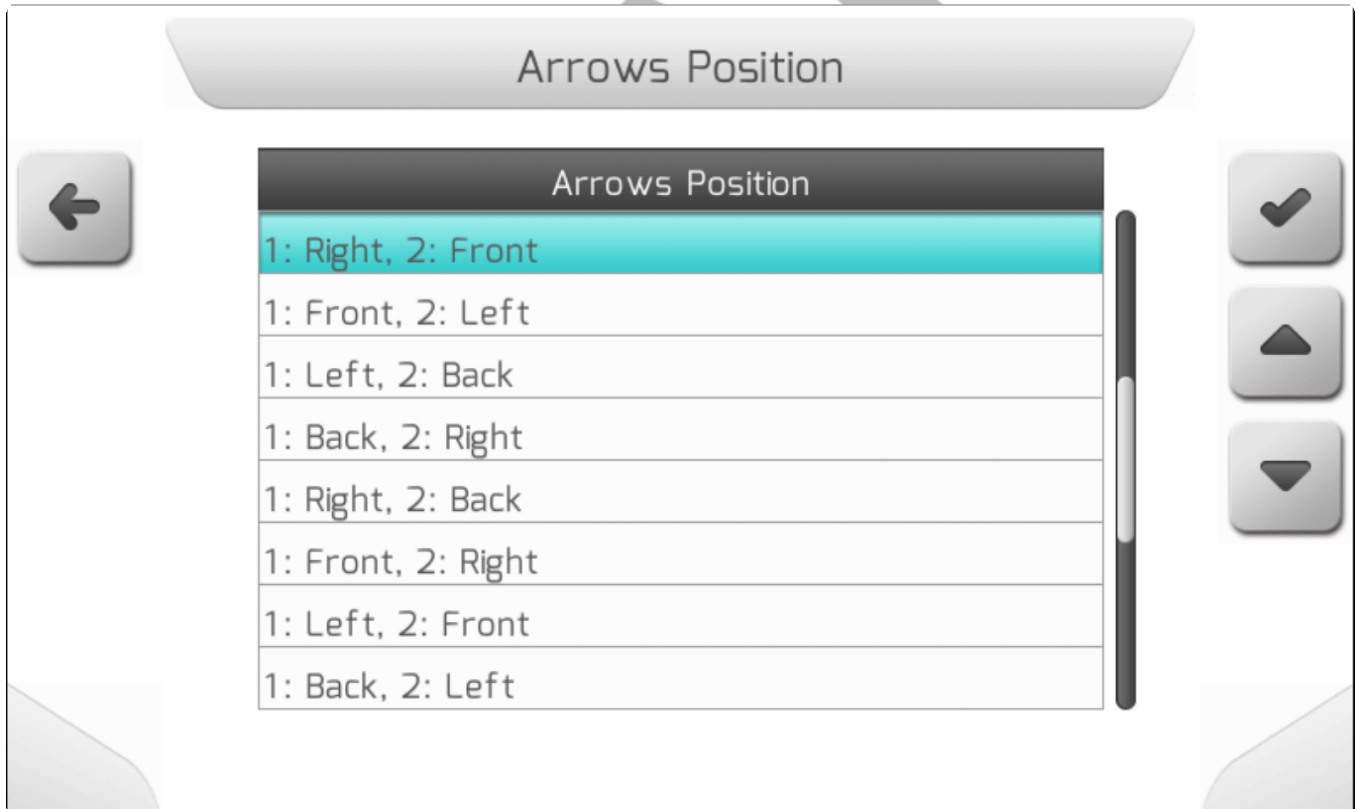 Arrows Position
Arrows Position
1: Right, 2: Front
1: Front, 2: Left
1: Left, 2: Back
1: Back, 2: Right
1: Right, 2: Back
1: Front, 2: Right
1: Left, 2: Front
1: Back, 2: Left